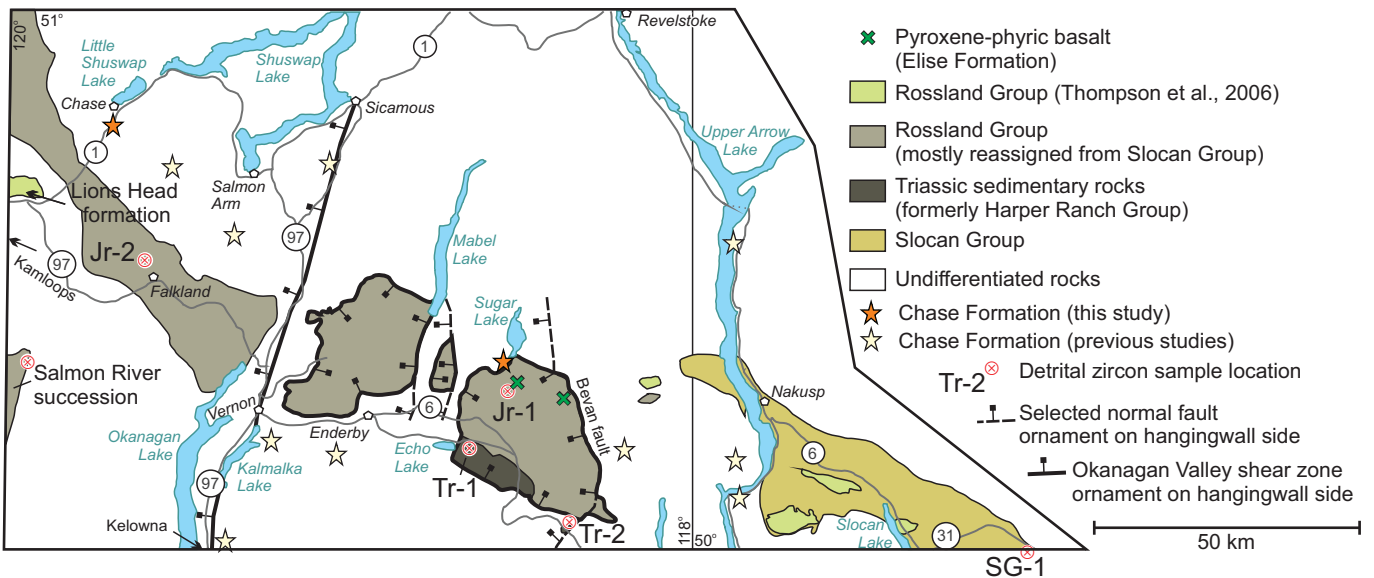 120°
51°
Little
Shuswap
Lake
Chase
1
Shuswap
Lake
1
Sicamous
Revelstoke
Upper Arrow
Lake
Salmon
Arm
Lions Head
formation
97
Kamloops
Jr-2
Falkland
97
Mabel
Lake
Sugar
Lake
Salmon River
succession
Vernon
Okanagan
Lake
Kalmalka
Lake
97
Kelowna
Enderby
6
Echo
Lake
Jr-1
Tr-1
Bevan fault
Tr-2
Nakusp
6
Slocan
Lake
31
SG-1
118°
50°
Pyroxene-phyric basalt
(Elise Formation)
Rossland Group (Thompson et al., 2006)
Rossland Group
(mostly reassigned from Slocan Group)
Triassic sedimentary rocks
(formerly Harper Ranch Group)
Slocan Group
Undifferentiated rocks
Chase Formation (this study)
Chase Formation (previous studies)
Tr-2
Detrital zircon sample location
Selected normal fault
ornament on hangingwall side
Okanagan Valley shear zone
ornament on hangingwall side
50 km